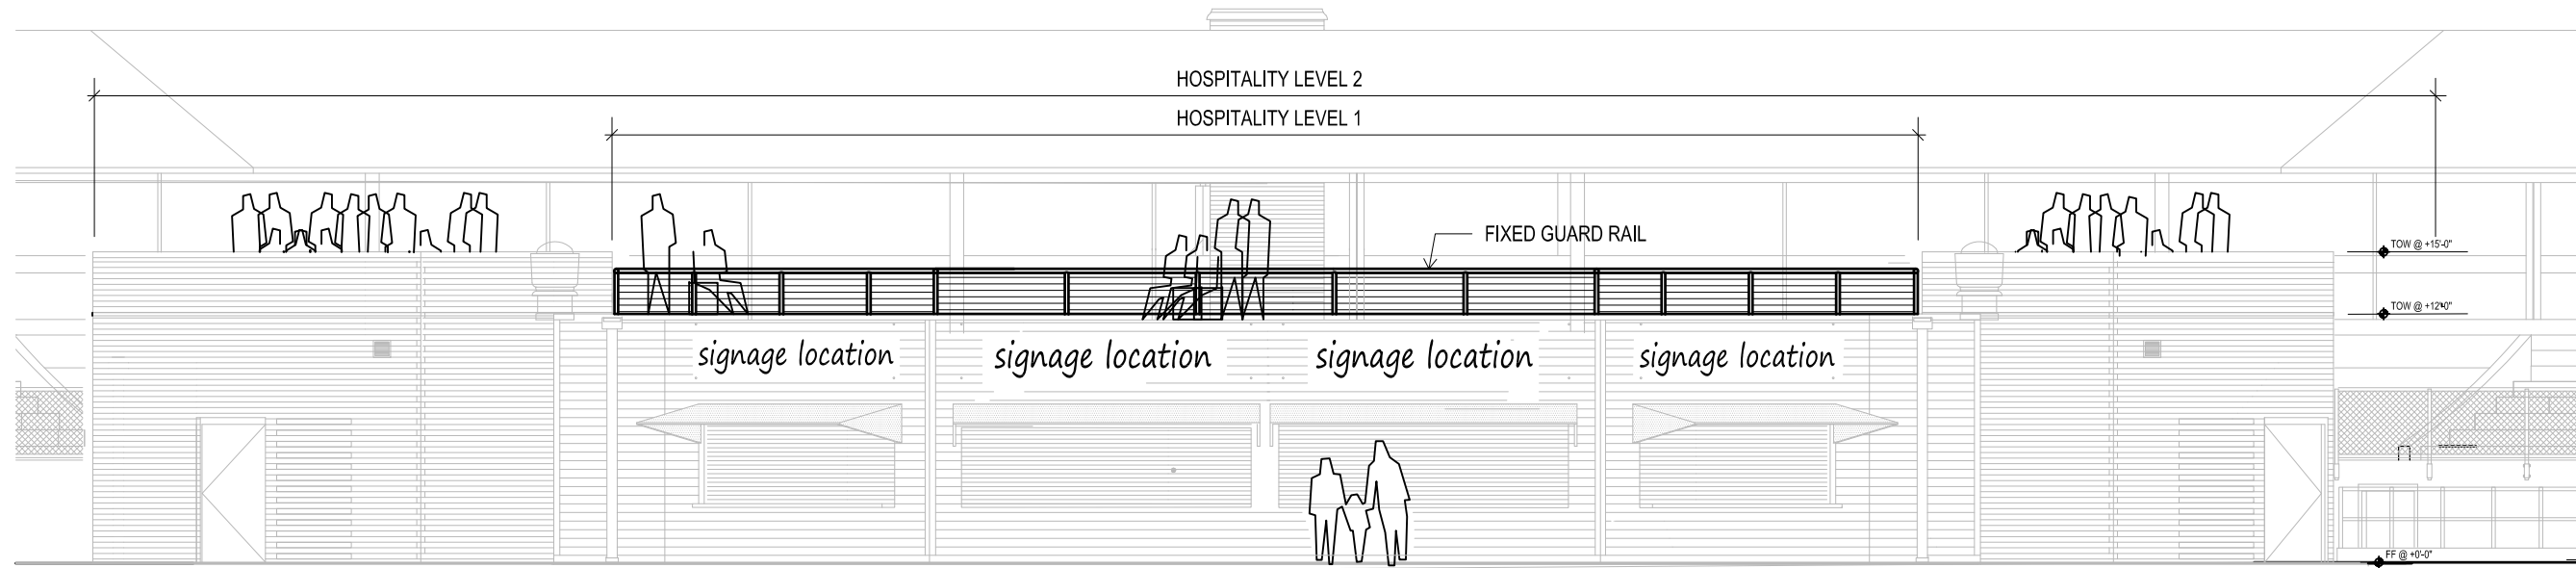 HOSPITALITY LEVEL 2
HOSPITALITY LEVEL 1
FIXED GUARD RAIL
TOW @ +15'-0"
TOW @ +12'-0"
signage location signage location signage location signage location
FF @ +0'-0"